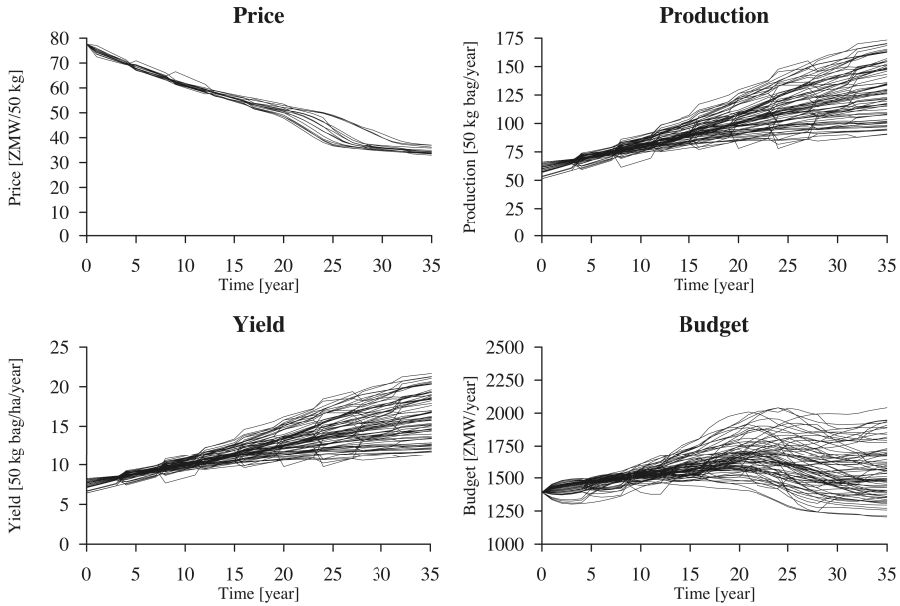 Price
Price [ZMW/50 kg]
80
70
60
50
40
30
20
10
0
0 5 10 15 20 25 30 35
Time [year]
Production
Production [50 kg bag/year]
175
150
125
100
75
50
25
0
0 5 10 15 20 25 30 35
Time [year]
Yield
Yield [50 kg bag/ha/year]
25
20
15
10
5
0
0 5 10 15 20 25 30 35
Time [year]
Budget
Budget [ZMW/year]
2500
2000
1750
1500
1250
1000
0 5 10 15 20 25 30 35
Time [year]